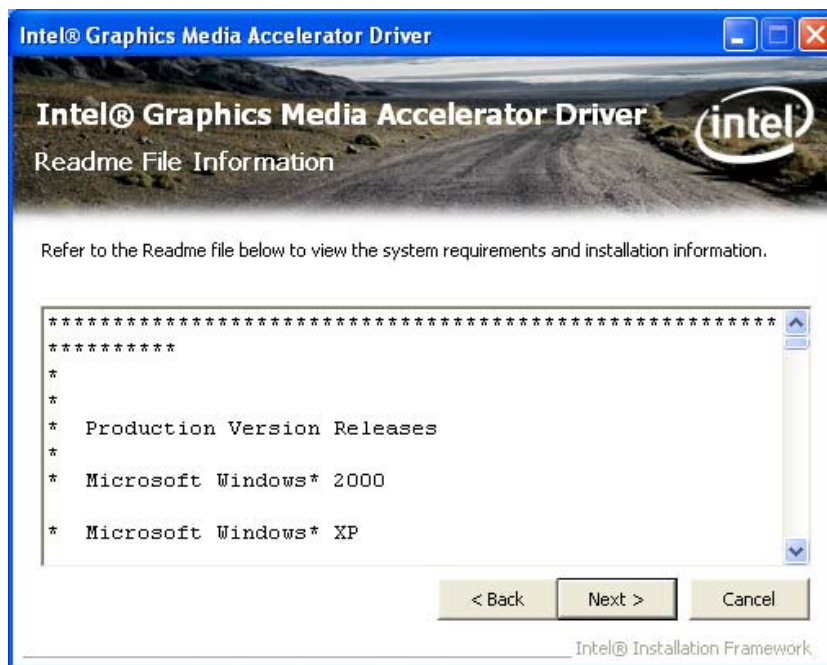 Intel® Graphics Media Accelerator Driver
Intel® Graphics Media Accelerator Driver
intel
Readme File Information
Refer to the Readme file below to view the system requirements and installation information.
*********************************************************
**********
*
*
* Production Version Releases
*
* Microsoft Windows* 2000
* Microsoft Windows* XP
< Back Next > Cancel
Intel® Installation Framework